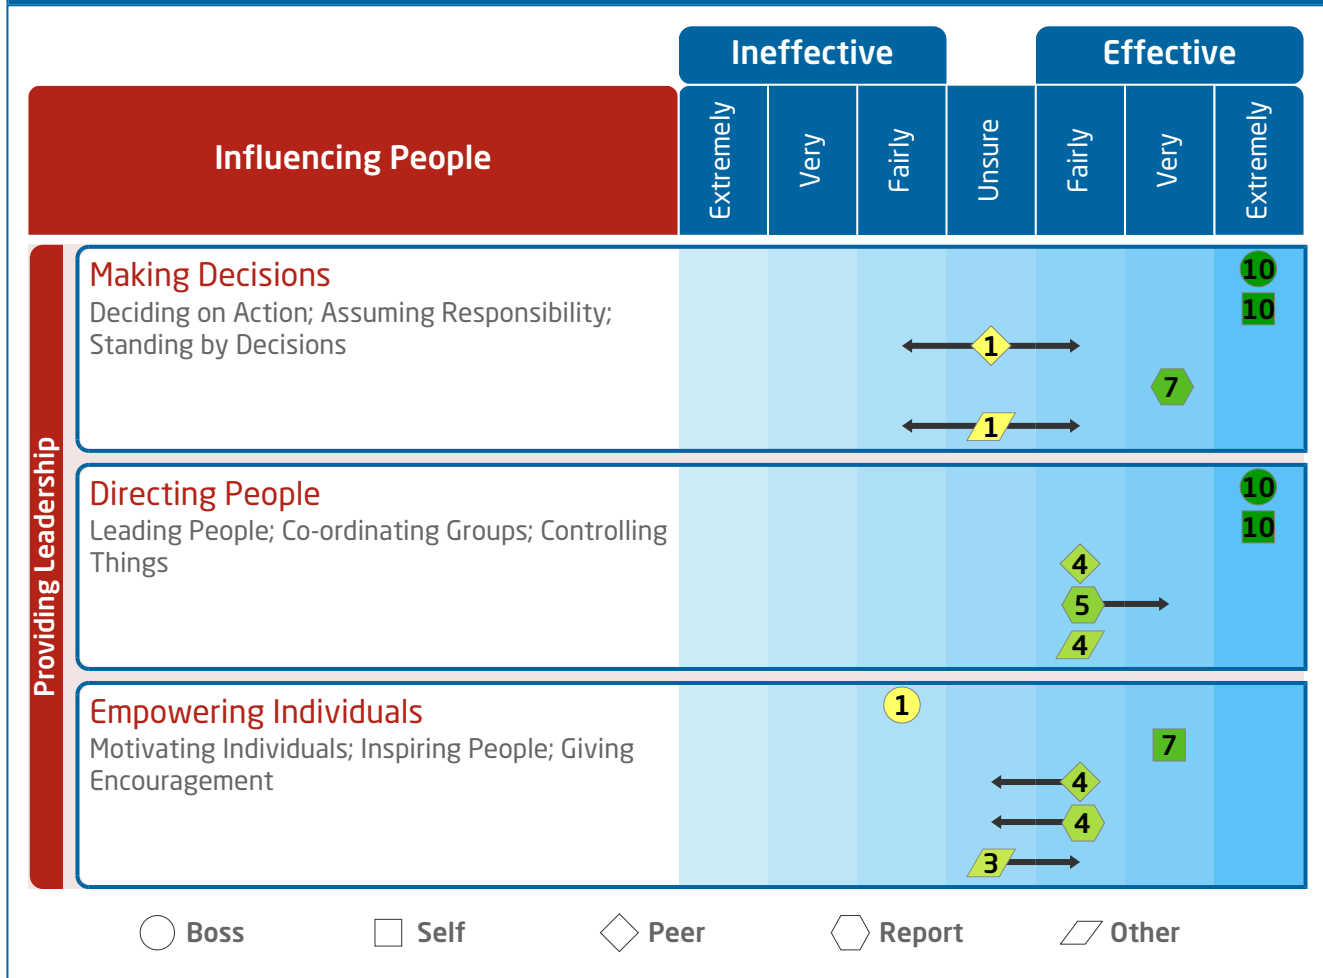 Ineffective
Effective
Influencing People
Extremely
Very
Fairly
Unsure
Fairly
Very
Extremely
Providing Leadership
Making Decisions
Deciding on Action; Assuming Responsibility;
Standing by Decisions
10
10
1
7
1
Directing People
Leading People; Co-ordinating Groups; Controlling
Things
10
10
4
5
4
Empowering Individuals
Motivating Individuals; Inspiring People; Giving
Encouragement
1
7
4
4
3
Boss
Self
Peer
Report
Other